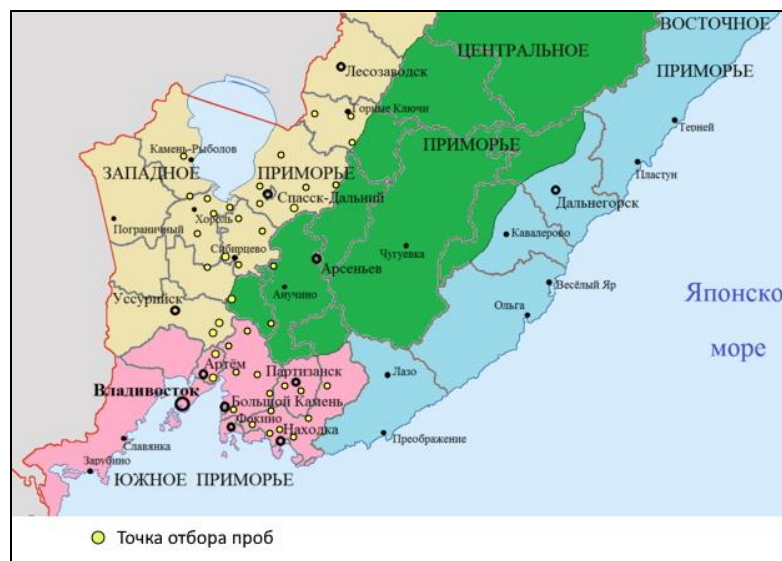 ВОСТОЧНОЕ
ЦЕНТРАЛЬНОЕ
ПРИМОРЬЕ
Лесозаводск
Горные Ключи
Терней
Камень-Рыболов
ПРИМОРЬЕ
ЗАПАДНОЕ ПРИМОРЬЕ
Пластун
Спасск-Дальний
Дальнегорск
Хороль
Пограничный
Кавалерово
Сибирцево
Чугуевка
Арсеньев
Анучино
Весёлый Яр
Японско
Уссурийск
Ольга
море
Артём
Партизанск
Лазо
Владивосток
Большой Камень
Фокино
Находка
Преображение
Славянка
Зарубино
ЮЖНОЕ ПРИМОРЬЕ
Точка отбора проб